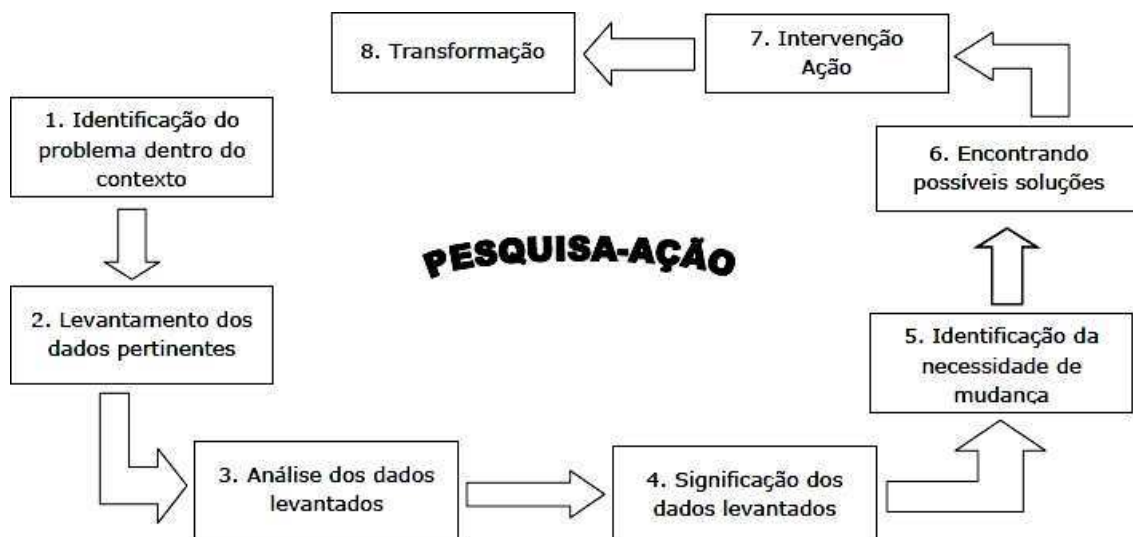 1. Identificação do
problema dentro do
contexto
2. Levantamento dos
dados pertinentes
3. Análise dos dados
levantados
4. Significação dos
dados levantados
5. Identificação da
necessidade de
mudança
6. Encontrando
possíveis soluções
7. Intervenção
Ação
8. Transformação
PESQUISA-AÇÃO